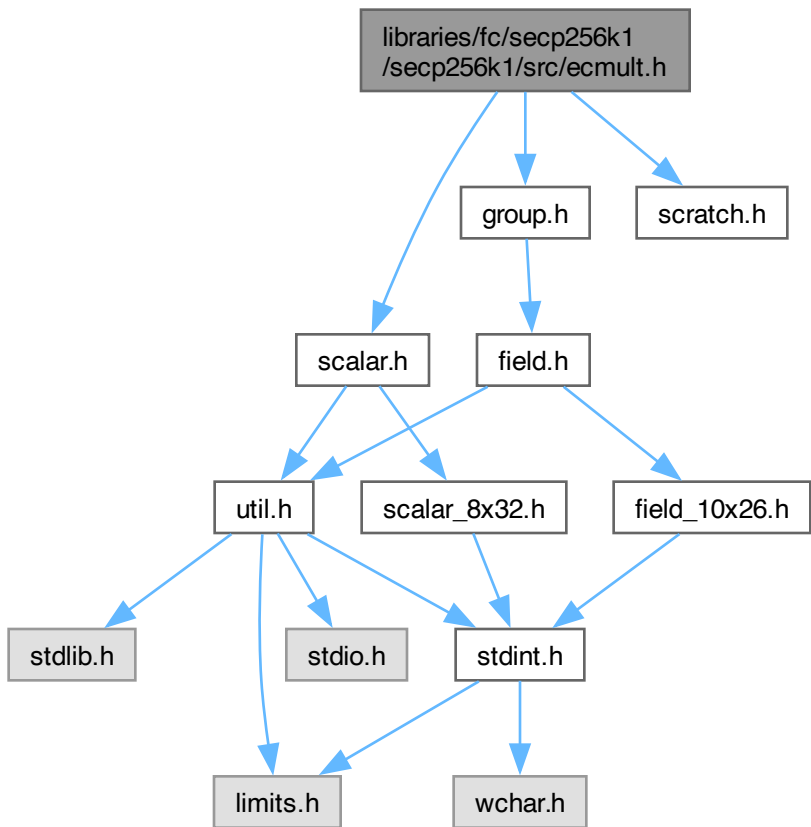 libraries/fc/secp256k1
/secp256k1/src/ecmult.h
group.h
scratch.h
scalar.h
field.h
util.h
scalar_8x32.h
field_10x26.h
stdlib.h
stdio.h
stdint.h
limits.h
wchar.h